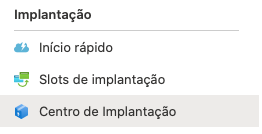 Implantação
Início rápido
Slots de implantação
Centro de Implantação